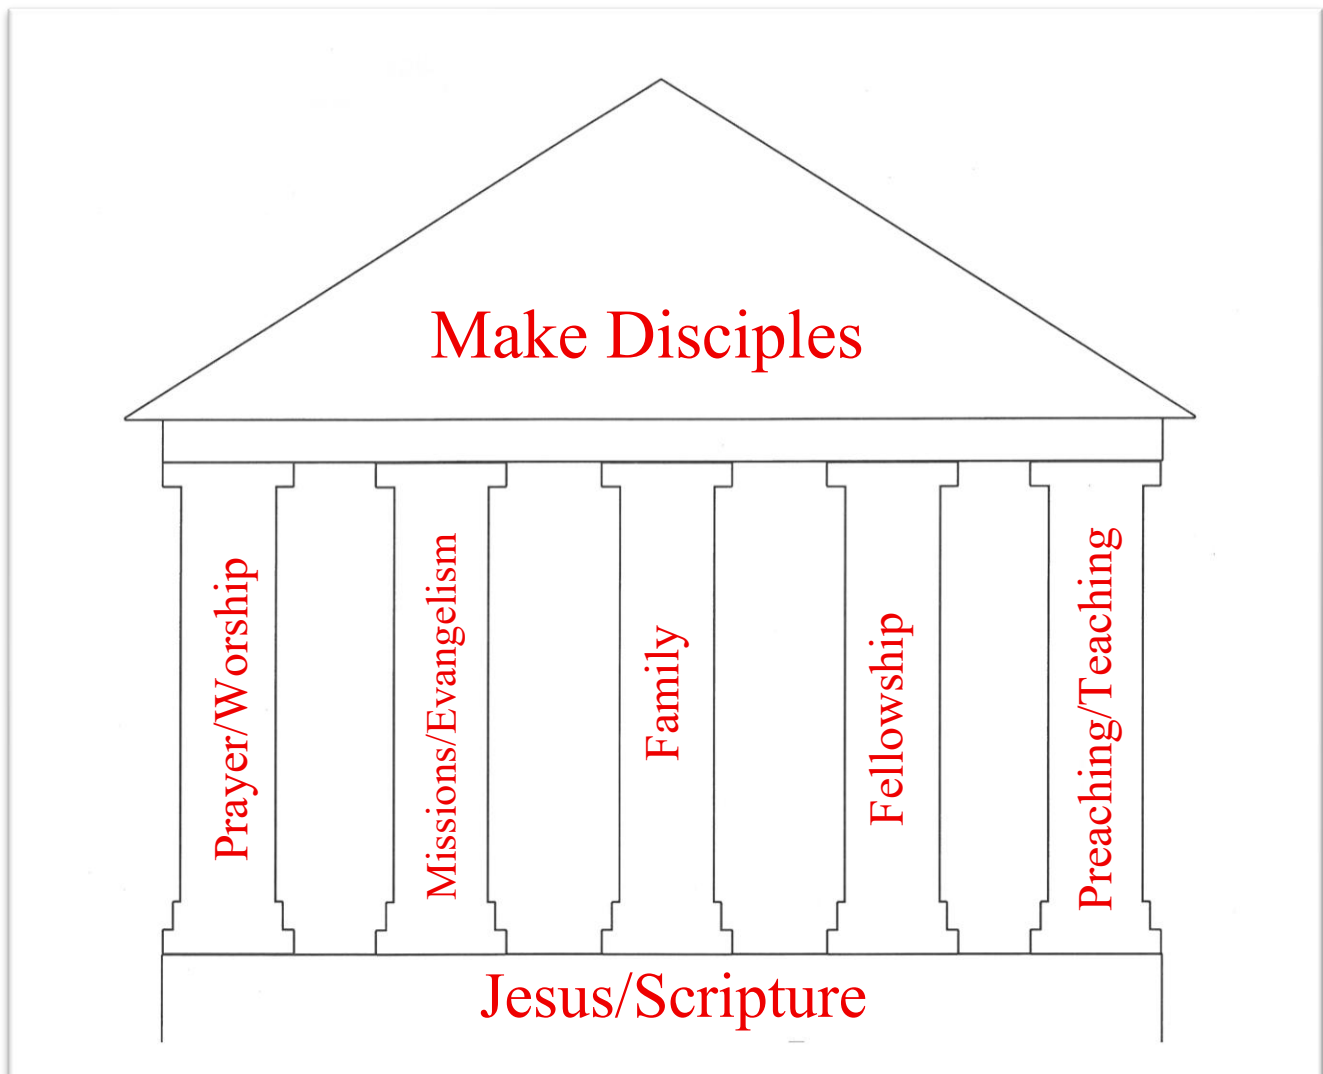 Make Disciples
Prayer/Worship
Missions/Evangelism
Family
Fellowship
Preaching/Teaching
Jesus/Scripture